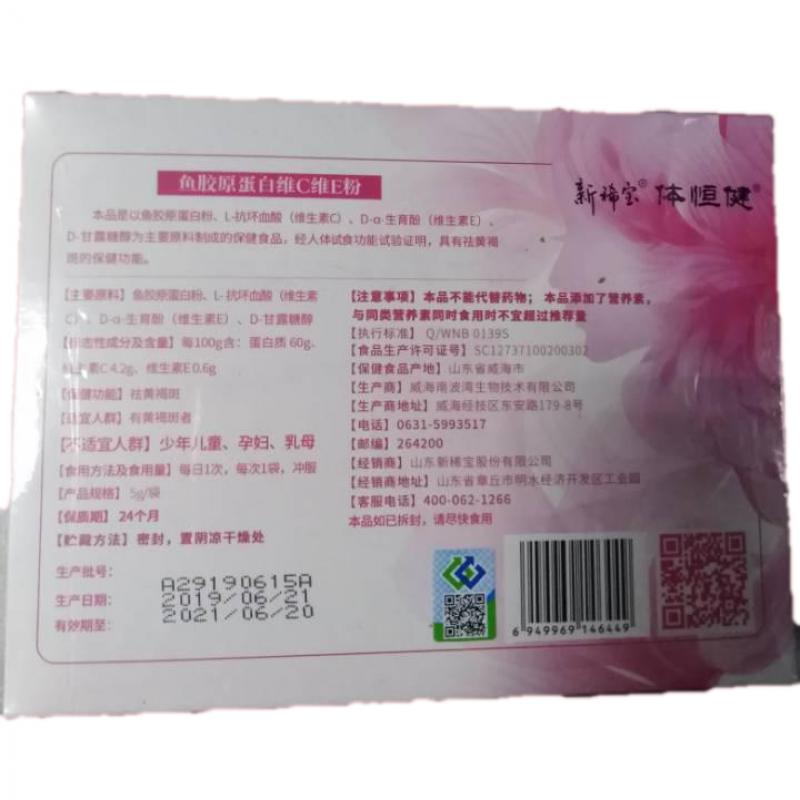 新稀宝® 体恒健®
鱼胶原蛋白维C维E粉
本品是以鱼胶原蛋白粉、L-抗坏血酸（维生素C）、D-α-生育酚（维生素E）、
D-甘露糖醇为主要原料制成的保健食品，经人体试食功能试验证明，具有祛黄褐
斑的保健功能。
【主要原料】鱼胶原蛋白粉、L-抗坏血酸（维生素
C）、D-α-生育酚（维生素E）、D-甘露糖醇
【标志性成分及含量】每100g含：蛋白质 60g、
维生素C 4.2g、维生素E 0.6g
【保健功能】祛黄褐斑
【适宜人群】有黄褐斑者
【不适宜人群】少年儿童、孕妇、乳母
【食用方法及食用量】每日1次，每次1袋，冲服
【产品规格】5g/袋
【保质期】24个月
【贮藏方法】密封，置阴凉干燥处
生产批号： A29190615A
生产日期： 2019/06/21
有效期至： 2021/06/20
【注意事项】本品不能代替药物；本品添加了营养素，
与同类营养素同时食用时不宜超过推荐量
【执行标准】Q/WNB 0139S
【食品生产许可证号】SC12737100200302
【保健食品产地】山东省威海市
【生产商】威海南波湾生物技术有限公司
【生产商地址】威海经技区东安路179-8号
【电话】0631-5993517
【邮编】264200
【经销商】山东新稀宝股份有限公司
【经销商地址】山东省章丘市明水经济开发区工业园
【客服电话】400-062-1266
本品如已拆封，请尽快食用
6 949969 146449